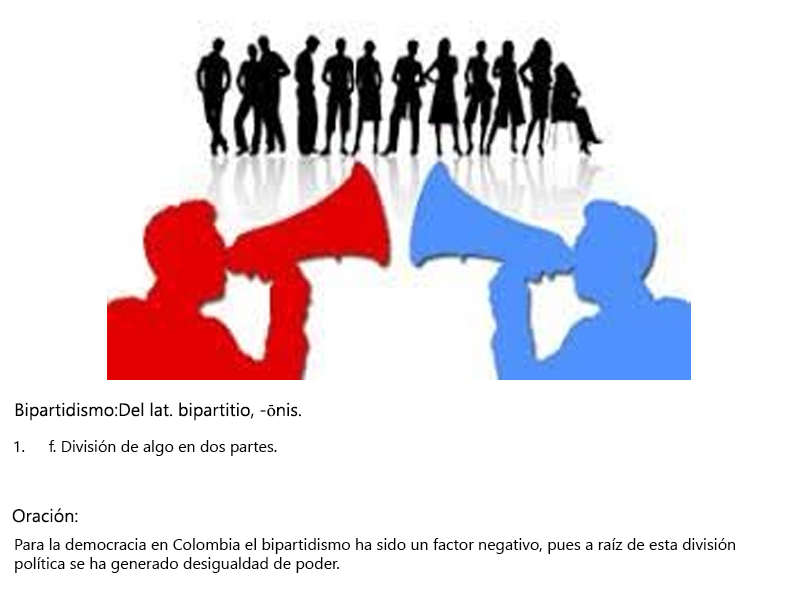 Bipartidismo:Del lat. bipartitio, -ōnis.
1. f. División de algo en dos partes.
Oración:
Para la democracia en Colombia el bipartidismo ha sido un factor negativo, pues a raíz de esta división
política se ha generado desigualdad de poder.